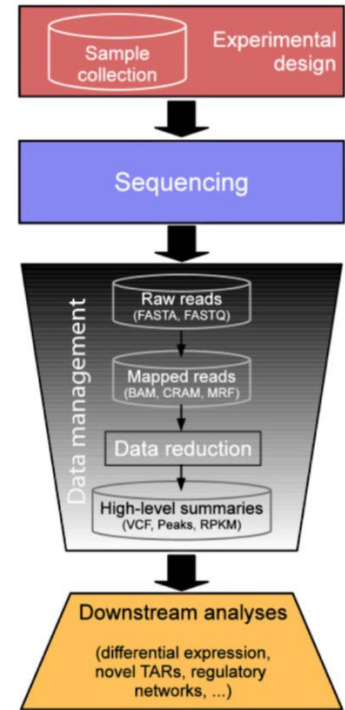 Sample
collection
Experimental
design
Sequencing
Data management
Raw reads
(FASTA, FASTQ)
Mapped reads
(BAM, CRAM, MRF)
Data reduction
High-level summaries
(VCF, Peaks, RPKM)
Downstream analyses
(differential expression,
novel TARs, regulatory
networks, ...)